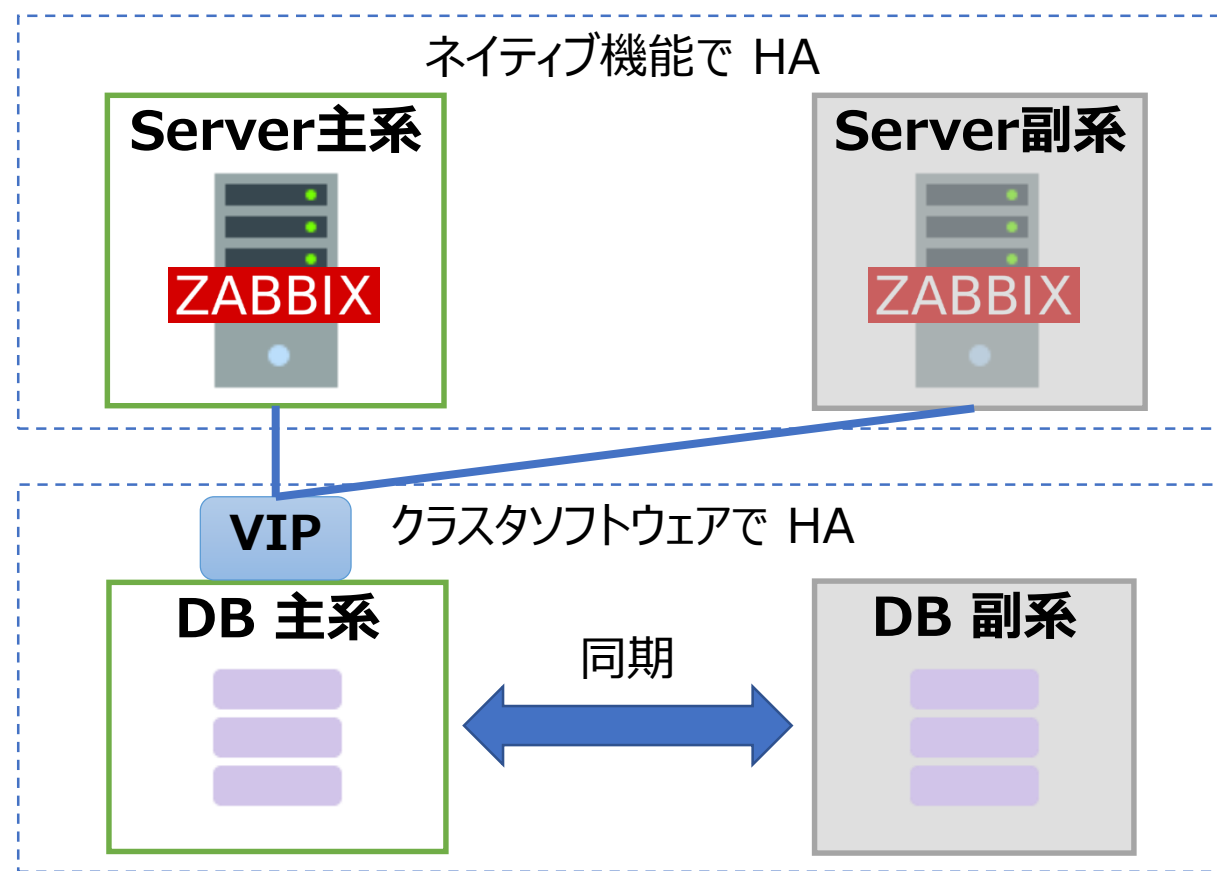 ネイティブ機能で HA
Server主系
Server副系
ZABBIX
ZABBIX
VIP
クラスタソフトウェアで HA
DB 主系
DB 副系
同期